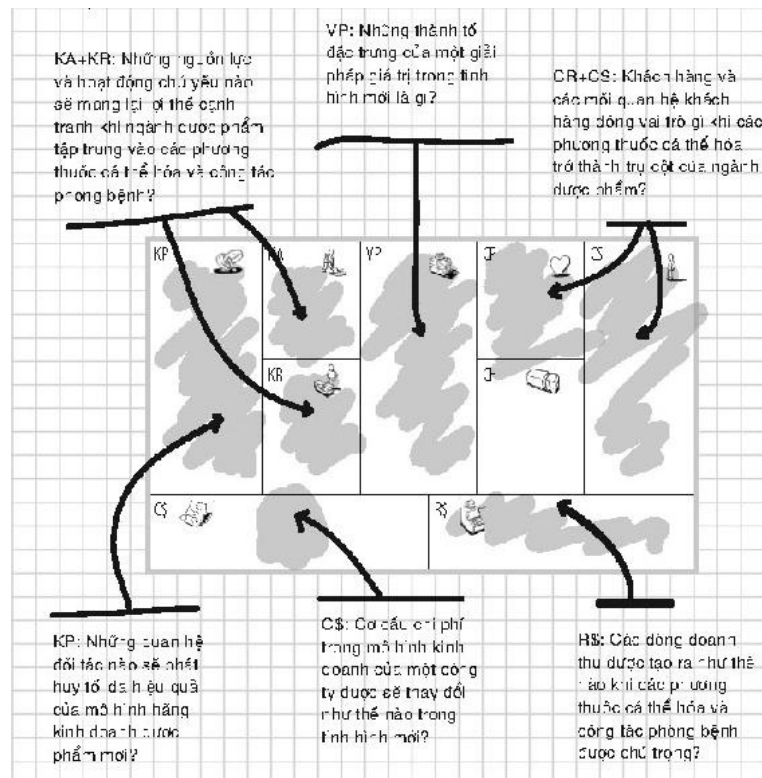 KA+KR: Những nguồn lực
và hoạt động chủ yếu nào
sẽ mang lại lợi thế cạnh
tranh khi ngành dược phẩm
tập trung vào các phương
thuốc cá thể hóa và công tác
phòng bệnh?
VP: Những thành tố
đặc trưng của một giải
pháp giá trị trong tình
hình mới là gì?
CR+CS: Khách hàng và
các mối quan hệ khách
hàng đóng vai trò gì khi các
phương thuốc cá thể hóa
trở thành trụ cột của ngành
dược phẩm?
KP
KA
VP
CR
CS
KR
CH
C$
R$
KP: Những quan hệ
đối tác nào sẽ phát
huy tối đa hiệu quả
của mô hình hãng
kinh doanh dược
phẩm mới?
C$: Cơ cấu chi phí
trong mô hình kinh
doanh của một công
ty dược sẽ thay đổi
như thế nào trong
tình hình mới?
R$: Các dòng doanh
thu được tạo ra như thế
nào khi các phương
thuốc cá thể hóa và
công tác phòng bệnh
được chú trọng?